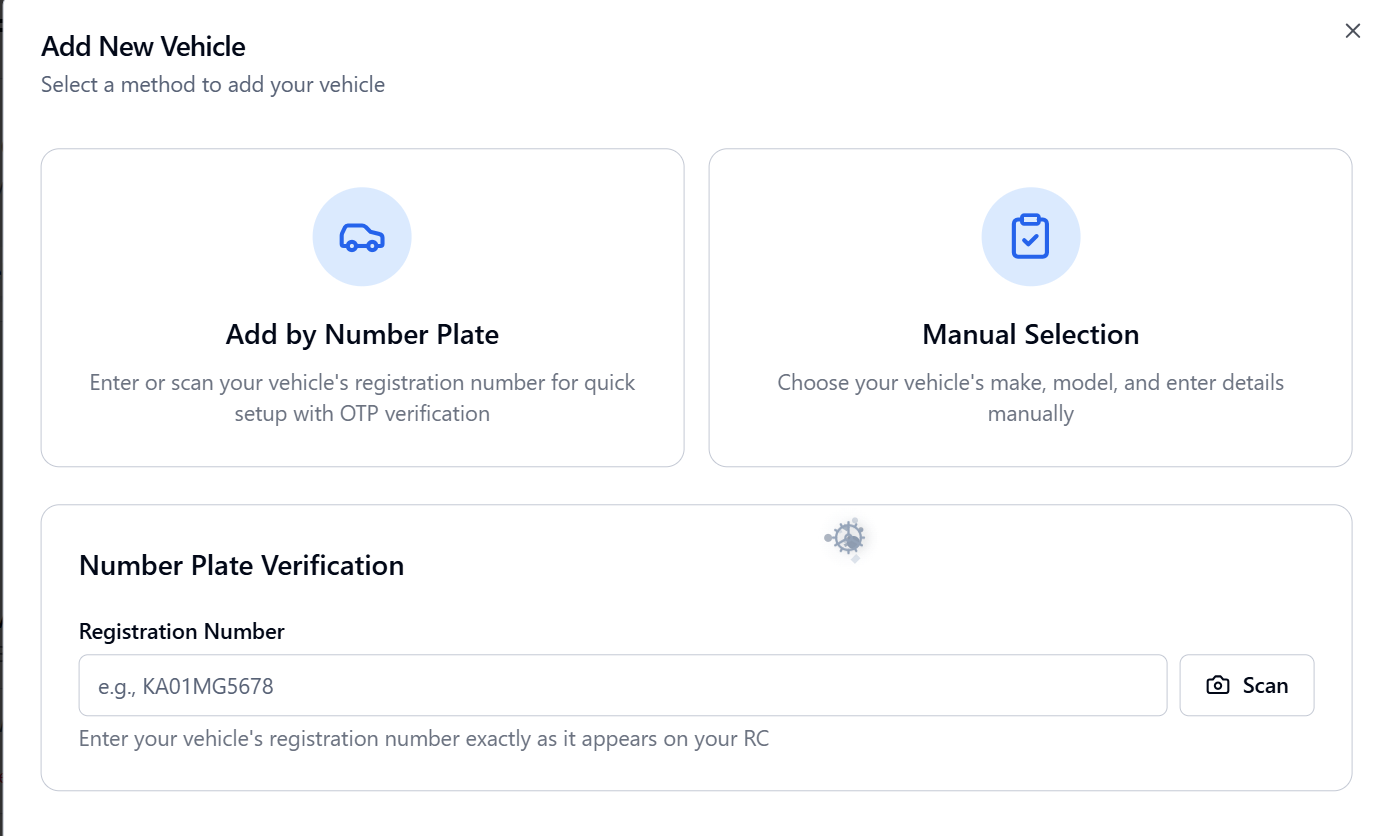 Add New Vehicle
Select a method to add your vehicle
Add by Number Plate
Enter or scan your vehicle's registration number for quick
setup with OTP verification
Manual Selection
Choose your vehicle's make, model, and enter details
manually
Number Plate Verification
Registration Number
e.g., KA01MG5678
Scan
Enter your vehicle's registration number exactly as it appears on your RC